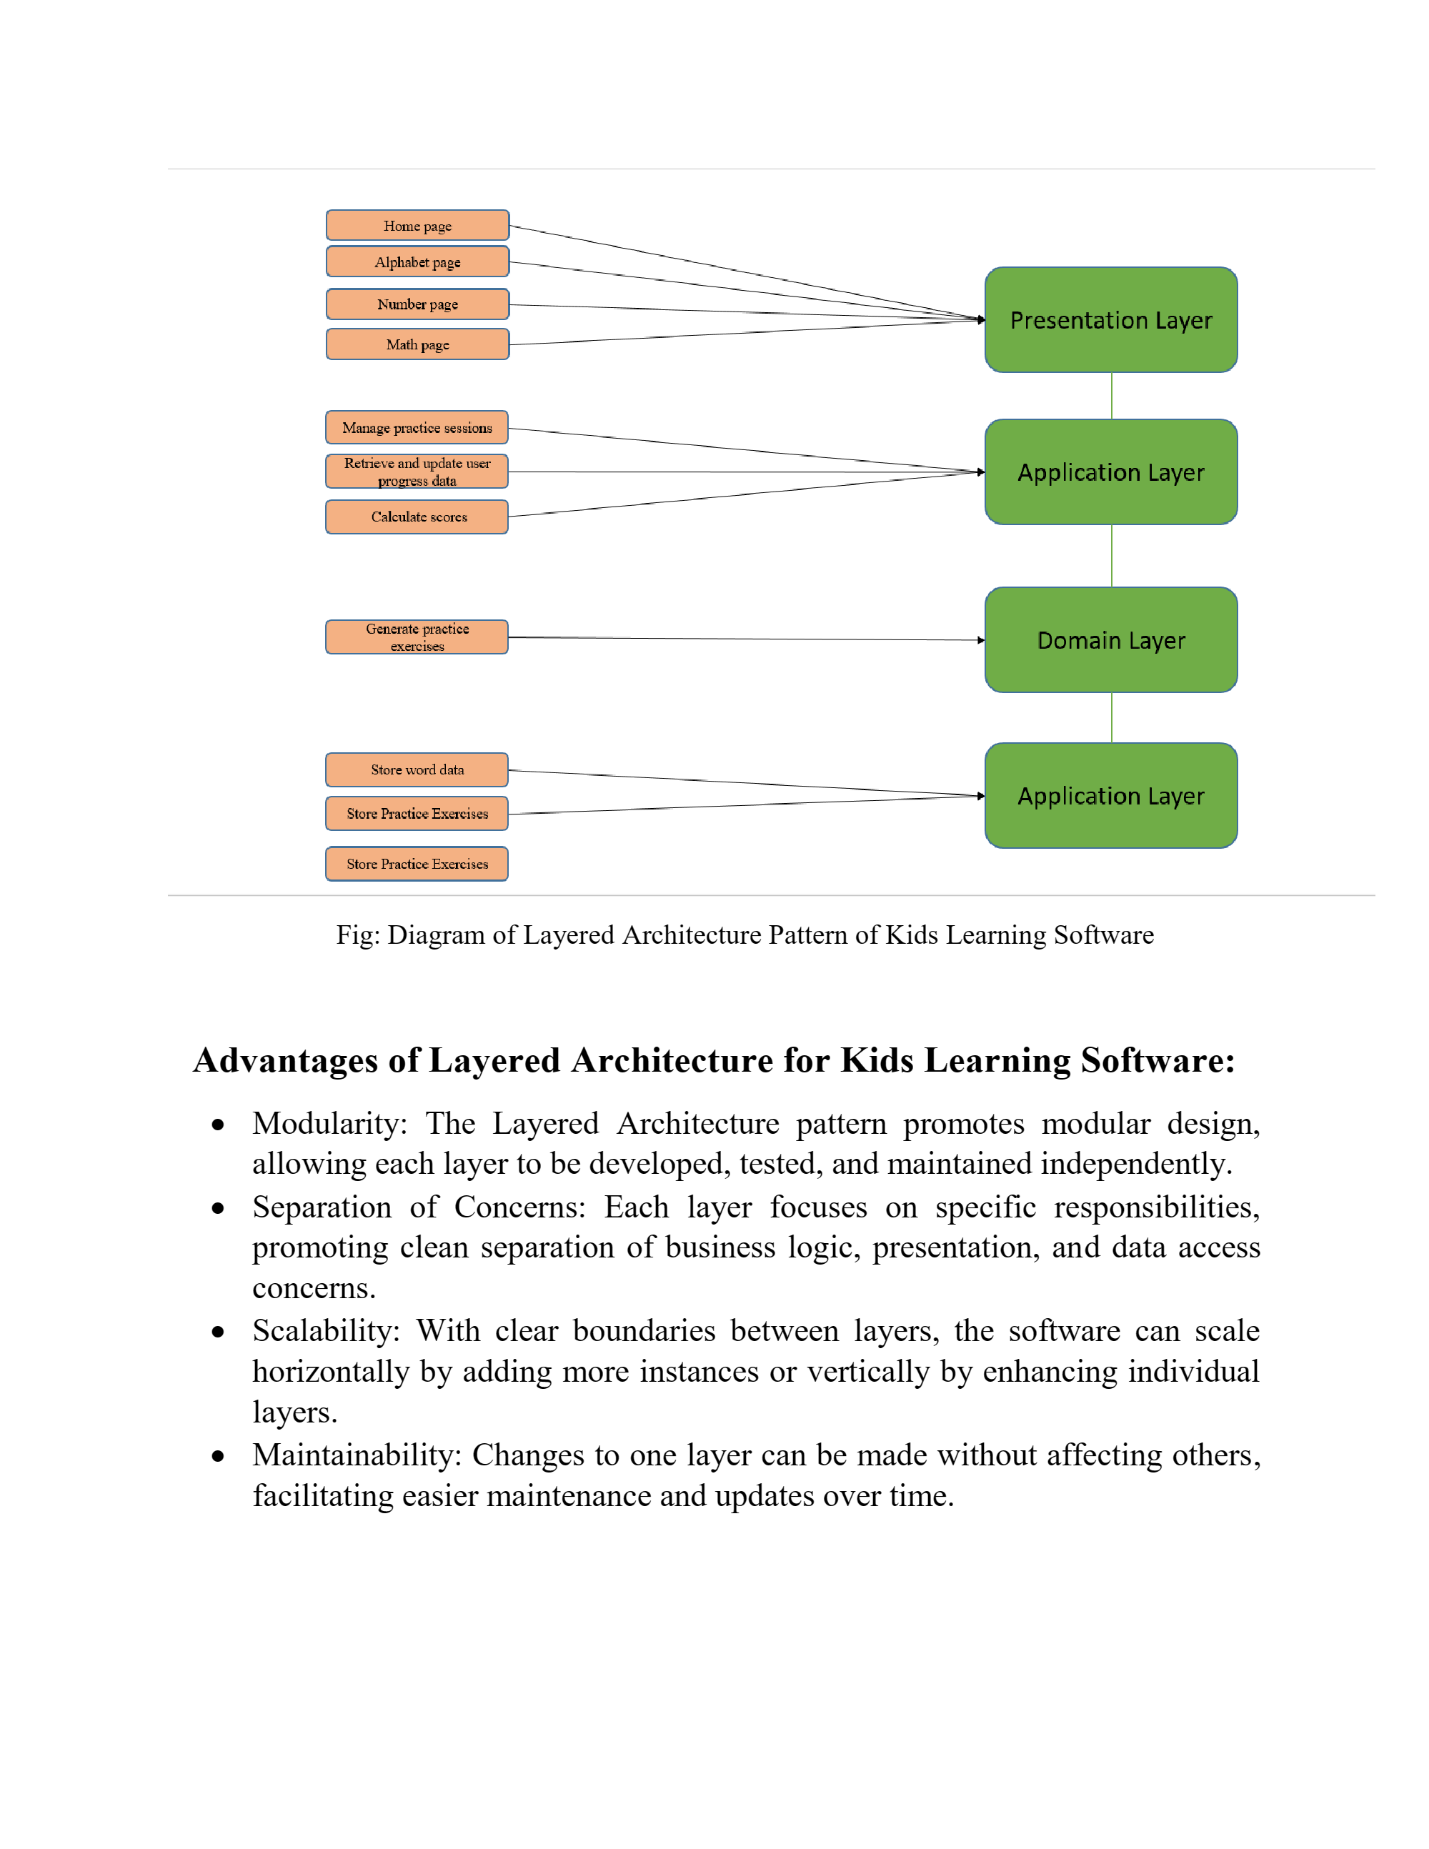 Home page
Alphabet page
Number page
Math page
Presentation Layer
Manage practice sessions
Retrieve and update user
progress data
Calculate scores
Application Layer
Generate practice
exercises
Domain Layer
Store word data
Store Practice Exercises
Store Practice Exercises
Application Layer
Fig: Diagram of Layered Architecture Pattern of Kids Learning Software
Advantages of Layered Architecture for Kids Learning Software:
• Modularity: The Layered Architecture pattern promotes modular design,
allowing each layer to be developed, tested, and maintained independently.
• Separation of Concerns: Each layer focuses on specific responsibilities,
promoting clean separation of business logic, presentation, and data access
concerns.
• Scalability: With clear boundaries between layers, the software can scale
horizontally by adding more instances or vertically by enhancing individual
layers.
• Maintainability: Changes to one layer can be made without affecting others,
facilitating easier maintenance and updates over time.